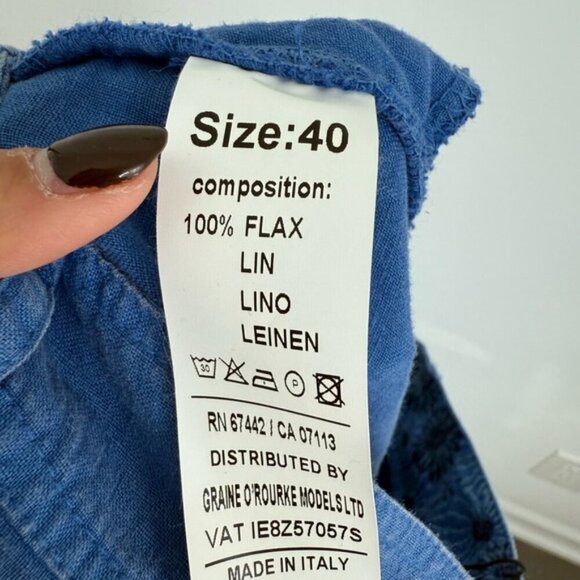 Size:40
composition:
100% FLAX
LIN
LINO
LEINEN
30 P
RN 67442 / CA 07113
DISTRIBUTED BY
GRAINE O'ROURKE MODELS LTD
VAT IE8Z57057S
MADE IN ITALY